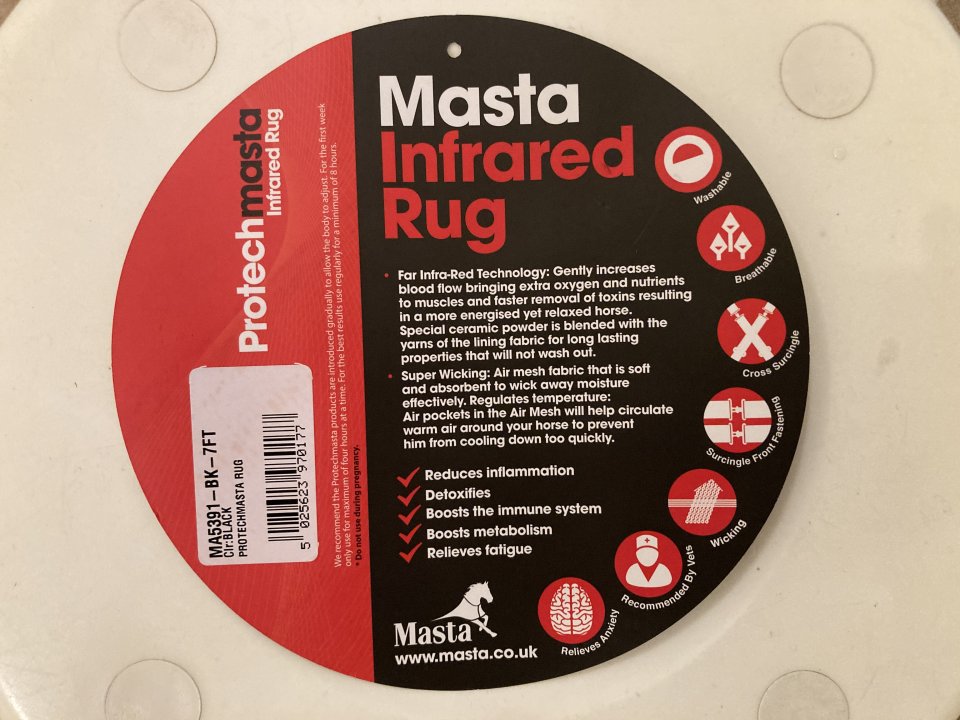 Masta
Infrared
Rug
• Far Infra-Red Technology: Gently increases
blood flow bringing extra oxygen and nutrients
to muscles and faster removal of toxins resulting
in a more energised yet relaxed horse.
Special ceramic powder is blended with the
yarns of the lining fabric for long lasting
properties that will not wash out.
• Super Wicking: Air mesh fabric that is soft
and absorbent to wick away moisture
effectively. Regulates temperature:
Air pockets in the Air Mesh will help circulate
warm air around your horse to prevent
him from cooling down too quickly.
Reduces inflammation
Detoxifies
Boosts the immune system
Boosts metabolism
Relieves fatigue
Masta
www.masta.co.uk
Washable
Breathable
Cross Surcingle
Surcingle Front Fastening
Wicking
Recommended By Vets
Relieves Anxiety
Protechmasta
Infrared Rug
We recommend the Protechmasta products are introduced gradually to allow the body to adjust. For the first week
only use for maximum of four hours at a time. For the best results use regularly for a minimum of 8 hours.
* Do not use during pregnancy.
MA5391-BK-7FT
Clr:BLACK
PROTECHMASTA RUG
5 025623 970177